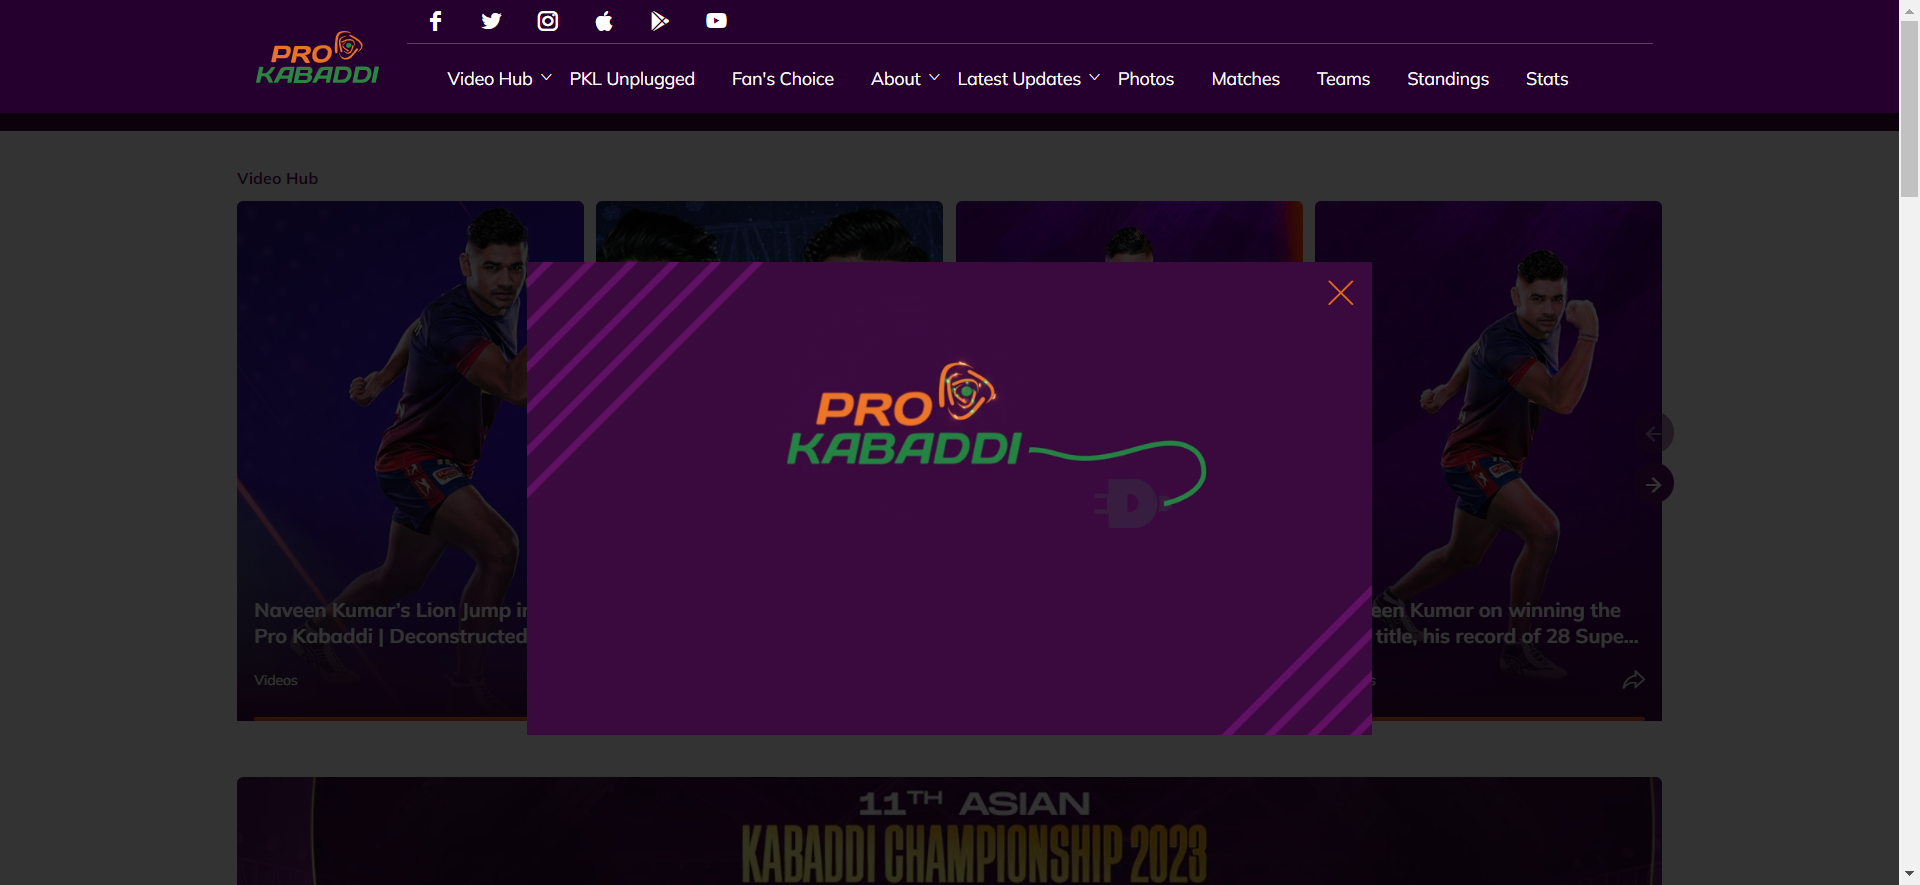 PRO
KABADDI
Video Hub
PKL Unplugged
Fan's Choice
About
Latest Updates
Photos
Matches
Teams
Standings
Stats
Video Hub
Naveen Kumar's Lion Jump in
Pro Kabaddi | Deconstructed
Videos
PRO
KABADDI
een Kumar on winning the
title, his record of 28 Supe...
s
11TH ASIAN
KABADDI CHAMPIONSHIP 2023